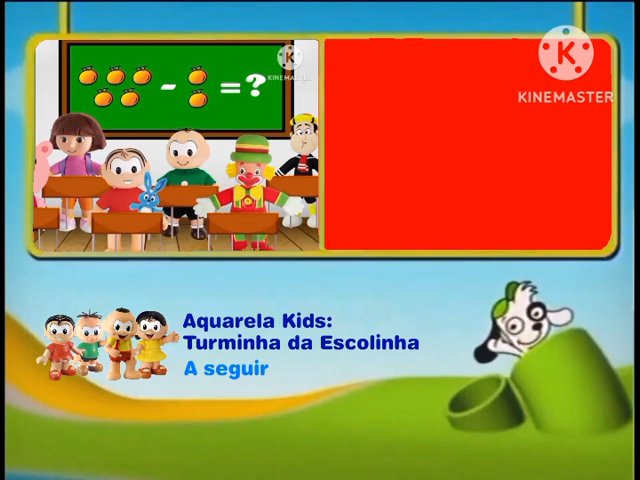 - = ?
KINEMASTER
KINEMASTER
Aquarela Kids:
Turminha da Escolinha
A seguir